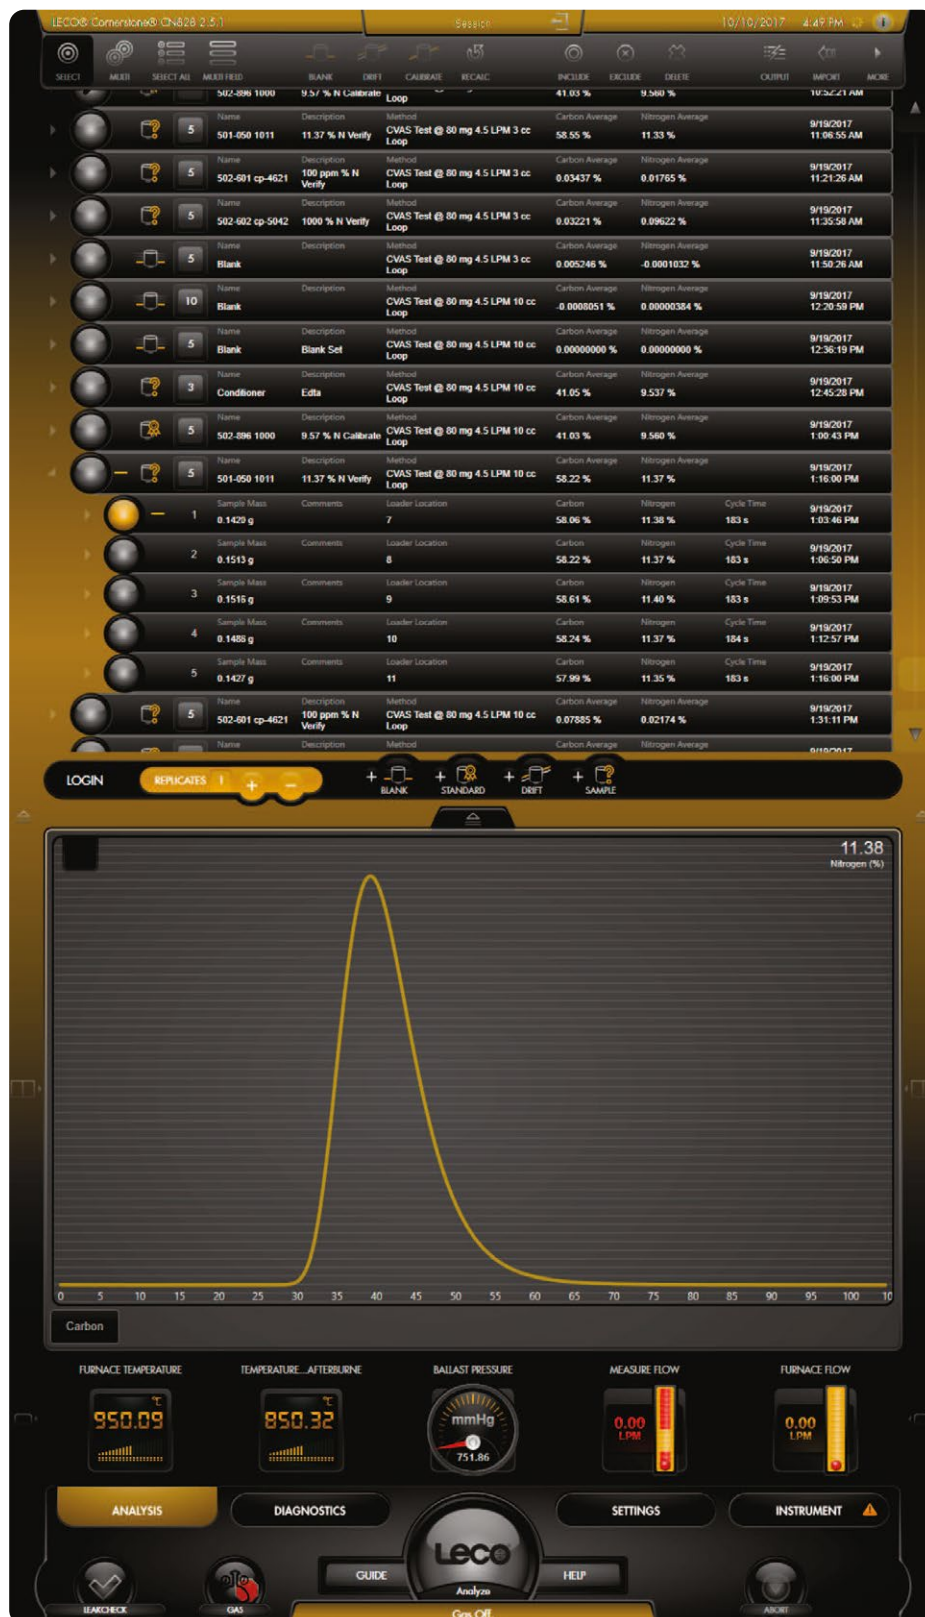 LECO® Cornerstone® CN828 2.5.1 Session 10/10/2017 4:49 PM
SELECT MULTI SELECT ALL MULTI FIELD BLANK DRIFT CALIBRATE RECALC INCLUDE EXCLUDE DELETE OUTPUT IMPORT MORE
502-896 1000 9.57 % N Calibrate Loop 41.03 % 9.560 % 10:52:21 AM
Name Description Method Carbon Average Nitrogen Average
5 501-050 1011 11.37 % N Verify CVAS Test @ 80 mg 4.5 LPM 3 cc Loop 58.55 % 11.33 % 9/19/2017 11:06:55 AM
Name Description Method Carbon Average Nitrogen Average
5 502-601 cp-4621 100 ppm % N Verify CVAS Test @ 80 mg 4.5 LPM 3 cc Loop 0.03437 % 0.01765 % 9/19/2017 11:21:26 AM
Name Description Method Carbon Average Nitrogen Average
5 502-602 cp-5042 1000 % N Verify CVAS Test @ 80 mg 4.5 LPM 3 cc Loop 0.03221 % 0.09622 % 9/19/2017 11:35:58 AM
Name Description Method Carbon Average Nitrogen Average
5 Blank CVAS Test @ 80 mg 4.5 LPM 3 cc Loop 0.005246 % -0.0001032 % 9/19/2017 11:50:26 AM
Name Description Method Carbon Average Nitrogen Average
10 Blank CVAS Test @ 80 mg 4.5 LPM 10 cc Loop -0.0008051 % 0.00000384 % 9/19/2017 12:20:59 PM
Name Description Method Carbon Average Nitrogen Average
5 Blank Blank Set CVAS Test @ 80 mg 4.5 LPM 10 cc Loop 0.00000000 % 0.00000000 % 9/19/2017 12:36:19 PM
Name Description Method Carbon Average Nitrogen Average
3 Conditioner Edta CVAS Test @ 80 mg 4.5 LPM 10 cc Loop 41.05 % 9.537 % 9/19/2017 12:45:28 PM
Name Description Method Carbon Average Nitrogen Average
5 502-896 1000 9.57 % N Calibrate CVAS Test @ 80 mg 4.5 LPM 10 cc Loop 41.03 % 9.560 % 9/19/2017 1:00:43 PM
Name Description Method Carbon Average Nitrogen Average
5 501-050 1011 11.37 % N Verify CVAS Test @ 80 mg 4.5 LPM 10 cc Loop 58.22 % 11.37 % 9/19/2017 1:16:00 PM
Sample Mass Comments Loader Location Carbon Nitrogen Cycle Time
1 0.1429 g 7 58.06 % 11.38 % 183 s 9/19/2017 1:03:46 PM
Sample Mass Comments Loader Location Carbon Nitrogen Cycle Time
2 0.1513 g 8 58.22 % 11.37 % 183 s 9/19/2017 1:06:50 PM
Sample Mass Comments Loader Location Carbon Nitrogen Cycle Time
3 0.1515 g 9 58.61 % 11.40 % 183 s 9/19/2017 1:09:53 PM
Sample Mass Comments Loader Location Carbon Nitrogen Cycle Time
4 0.1486 g 10 58.24 % 11.37 % 184 s 9/19/2017 1:12:57 PM
Sample Mass Comments Loader Location Carbon Nitrogen Cycle Time
5 0.1427 g 11 57.99 % 11.35 % 183 s 9/19/2017 1:16:00 PM
Name Description Method Carbon Average Nitrogen Average
5 502-601 cp-4621 100 ppm % N Verify CVAS Test @ 80 mg 4.5 LPM 10 cc Loop 0.07885 % 0.02174 % 9/19/2017 1:31:11 PM
Name Description Method Carbon Average Nitrogen Average 9/19/2017
LOGIN REPLICATES 1 + - + BLANK + STANDARD + DRIFT + SAMPLE
11.38
Nitrogen (%)
0 5 10 15 20 25 30 35 40 45 50 55 60 65 70 75 80 85 90 95 100 10
Carbon
FURNACE TEMPERATURE TEMPERATURE...AFTERBURNE BALLAST PRESSURE MEASURE FLOW FURNACE FLOW
°C °C
950.09 850.32 mmHg 0.00 LPM 0.00 LPM
751.86
ANALYSIS DIAGNOSTICS SETTINGS INSTRUMENT
LECO
GUIDE HELP
Analyze
LEAKCHECK GAS ABORT
Gas Off